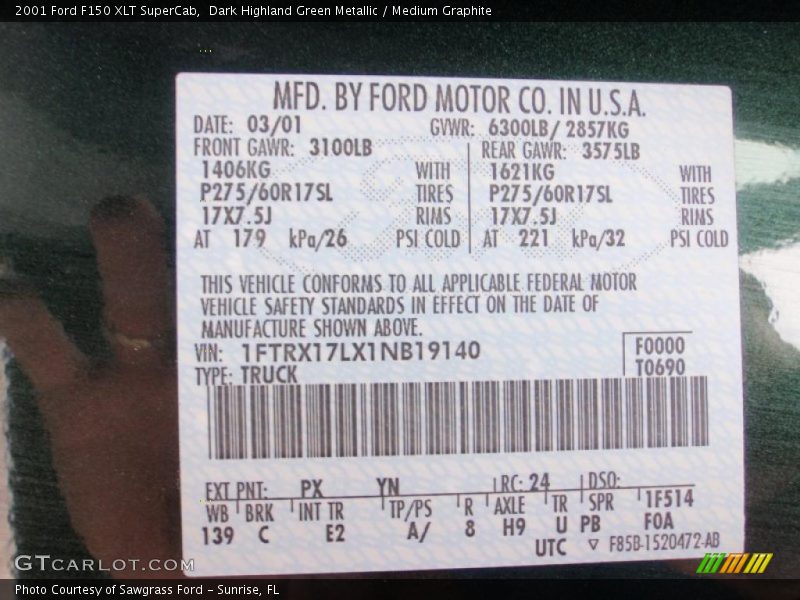 2001 Ford F150 XLT SuperCab, Dark Highland Green Metallic / Medium Graphite
MFD. BY FORD MOTOR CO. IN U.S.A.
DATE: 03/01 GVWR: 6300LB/ 2857KG
FRONT GAWR: 3100LB REAR GAWR: 3575LB
1406KG WITH 1621KG WITH
P275/60R17SL TIRES P275/60R17SL TIRES
17X7.5J RIMS 17X7.5J RIMS
AT 179 kPa/26 PSI COLD AT 221 kPa/32 PSI COLD
THIS VEHICLE CONFORMS TO ALL APPLICABLE FEDERAL MOTOR
VEHICLE SAFETY STANDARDS IN EFFECT ON THE DATE OF
MANUFACTURE SHOWN ABOVE.
VIN: 1FTRX17LX1NB19140 F0000
TYPE: TRUCK T0690
EXT PNT: PX YN RC: 24 DSO:
WB BRK INT TR TP/PS R AXLE TR SPR 1F514
139 C E2 A/ 8 H9 U PB F0A
UTC ▽ F85B-1520472-AB
GTCarLot.com
Photo Courtesy of Sawgrass Ford - Sunrise, FL